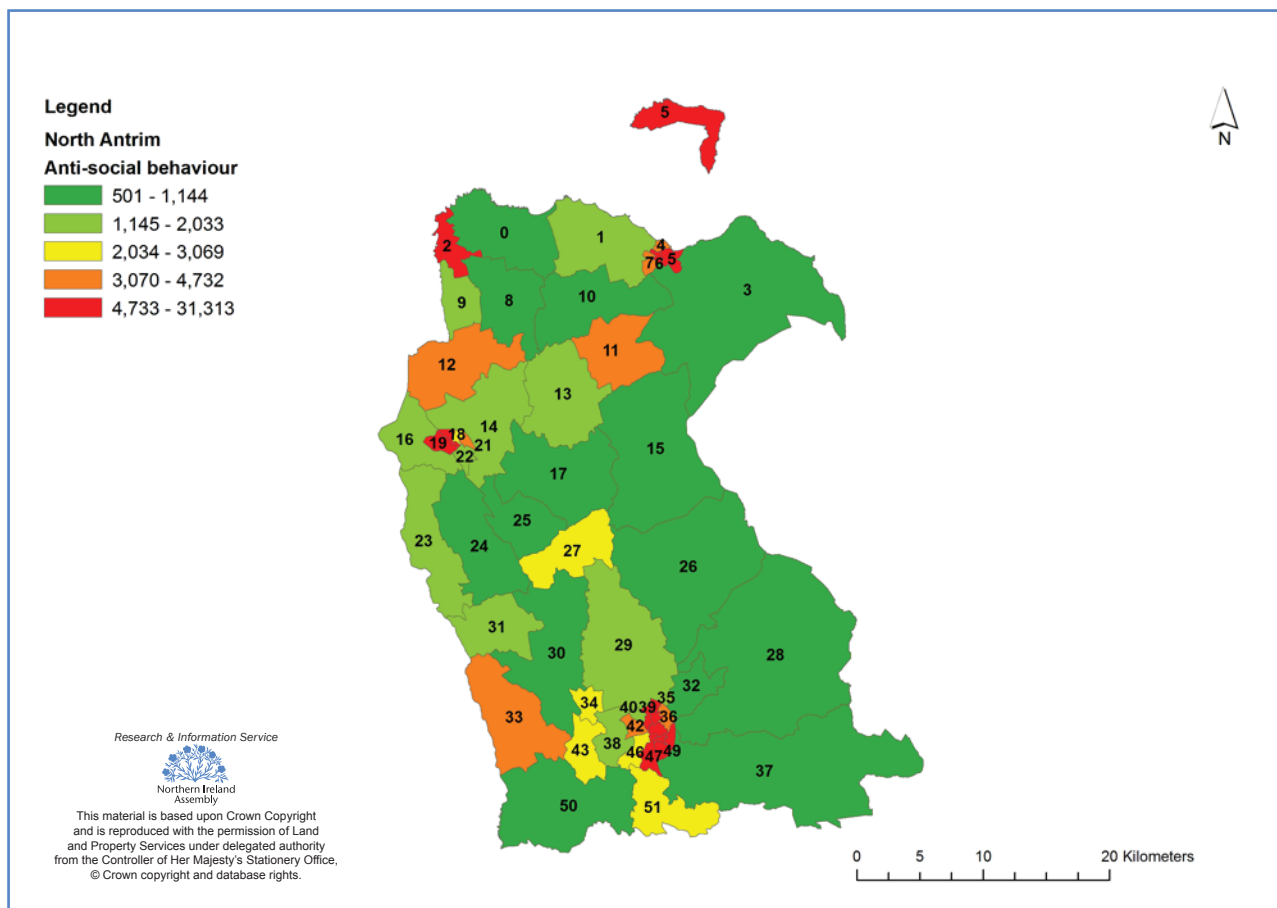 Legend
North Antrim
Anti-social behaviour
501 - 1,144
1,145 - 2,033
2,034 - 3,069
3,070 - 4,732
4,733 - 31,313
N
5
0
1
2
4
7 6 5
3
9
8
10
12
11
13
14
16
19
18
21
22
15
17
25
23
24
27
26
31
30
29
28
32
33
34
35
40 39
36
42
43
38
46
47
49
37
50
51
Research & Information Service
Northern Ireland
Assembly
This material is based upon Crown Copyright
and is reproduced with the permission of Land
and Property Services under delegated authority
from the Controller of Her Majesty's Stationery Office,
© Crown copyright and database rights.
0 5 10 20 Kilometers